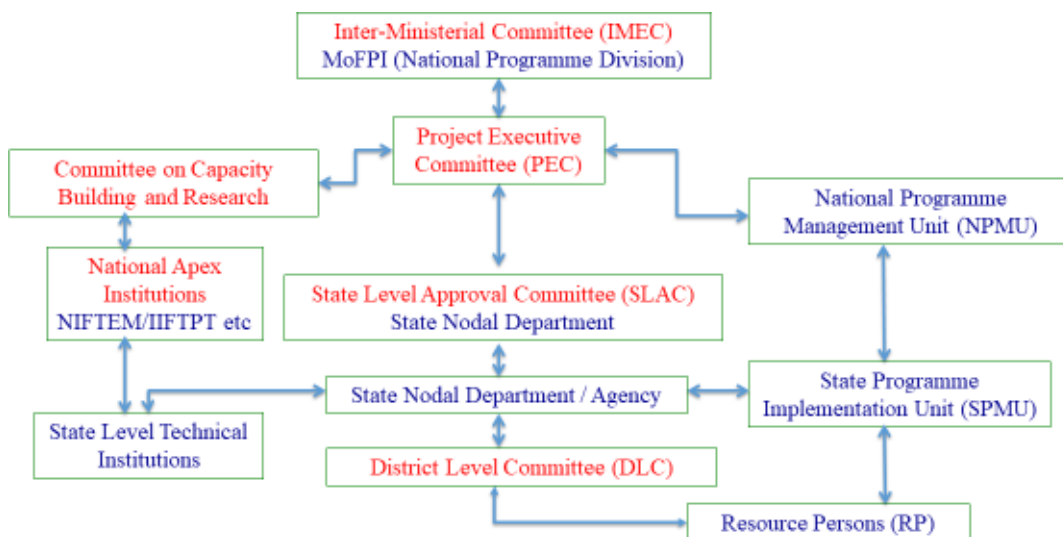 Inter-Ministerial Committee (IMEC)
MoFPI (National Programme Division)
Project Executive
Committee (PEC)
Committee on Capacity
Building and Research
National Programme
Management Unit (NPMU)
National Apex
Institutions
NIFTEM/IIFTPT etc
State Level Approval Committee (SLAC)
State Nodal Department
State Nodal Department / Agency
State Programme
Implementation Unit (SPMU)
State Level Technical
Institutions
District Level Committee (DLC)
Resource Persons (RP)